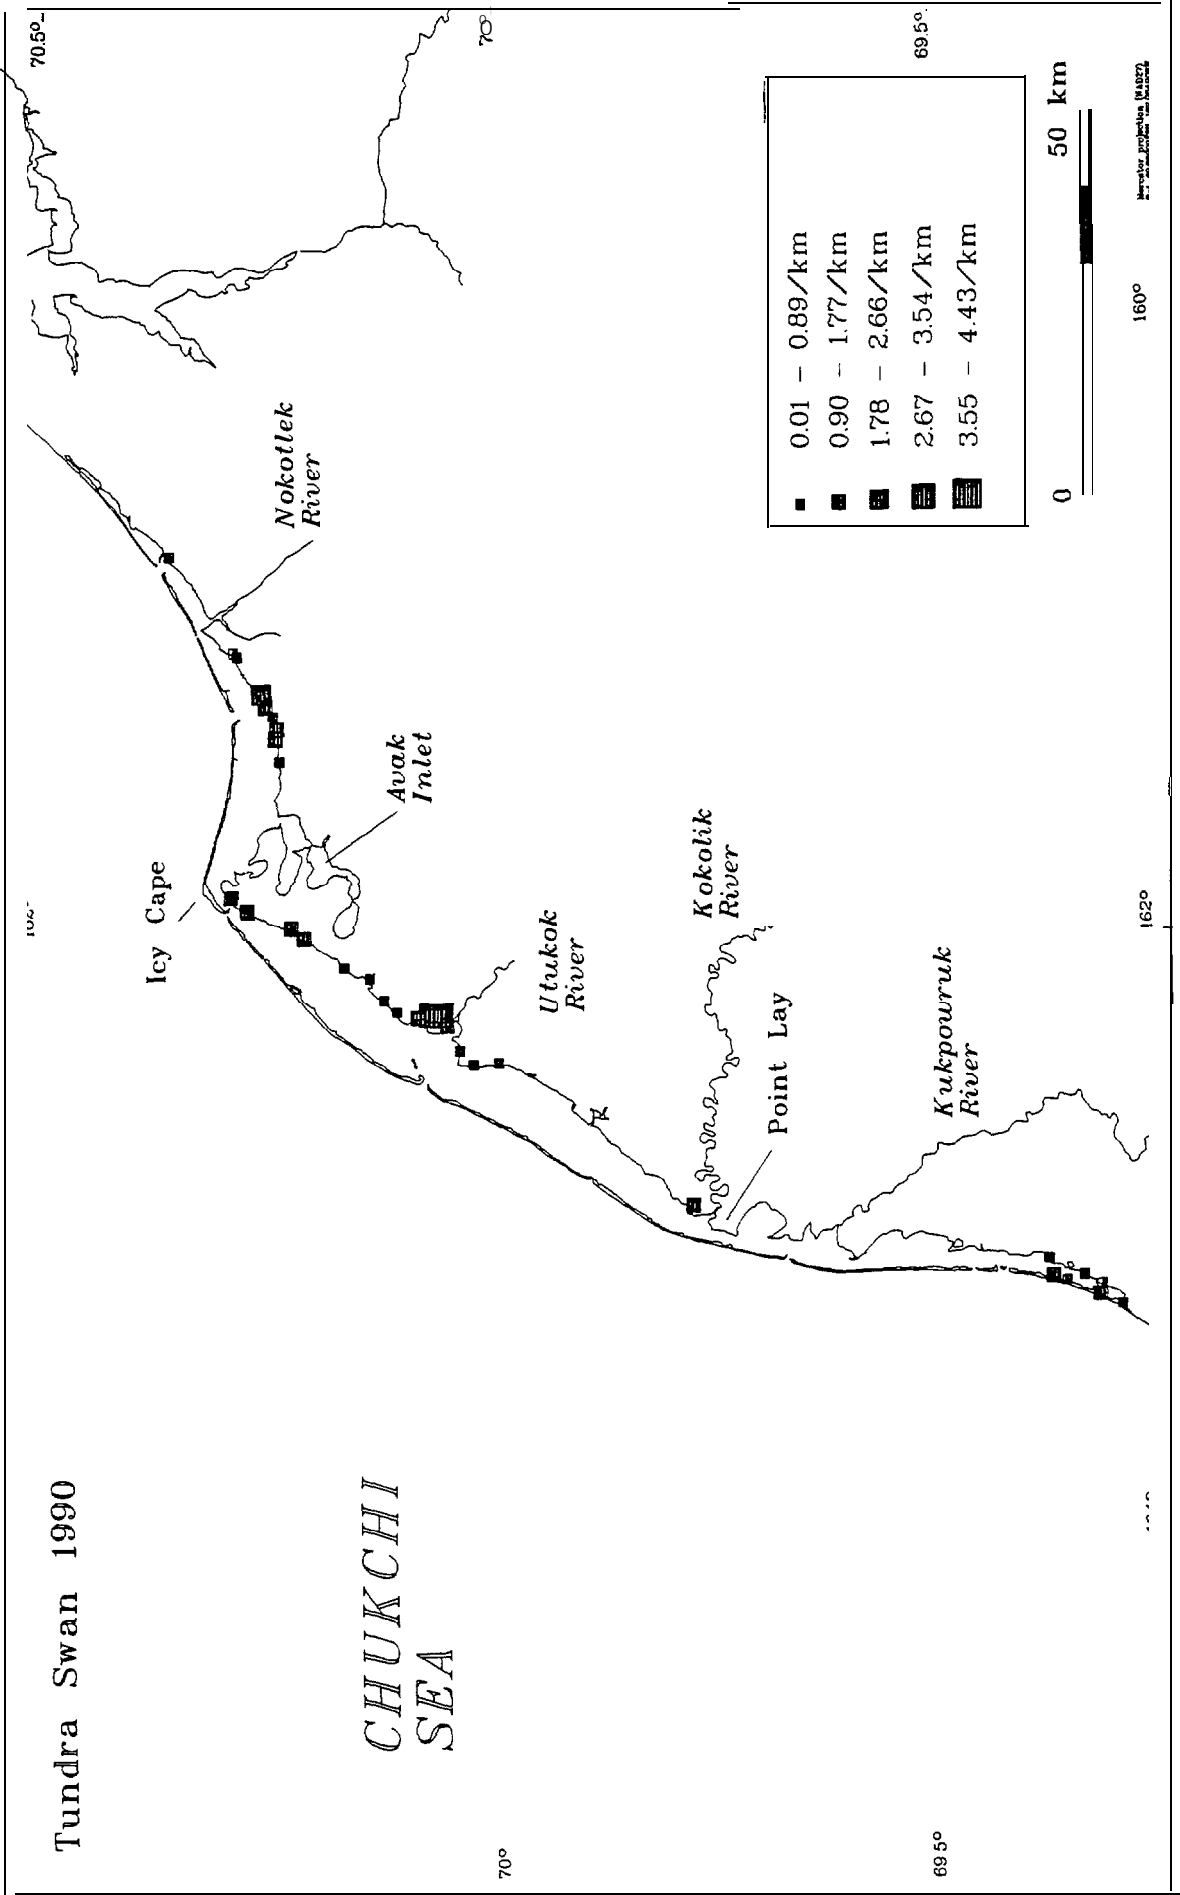 Tundra Swan 1990
CHUKCHI
SEA
Icy Cape
Nokotlek
River
Avak
Inlet
Utukok
River
Kokolik
River
Point Lay
Kukpowruk
River
0.01 - 0.89/km
0.90 - 1.77/km
1.78 - 2.66/km
2.67 - 3.54/km
3.55 - 4.43/km
0 50 km
Mercator projection (NAD27)
70.5°
70°
69.5°
70°
69.5°
162°
160°